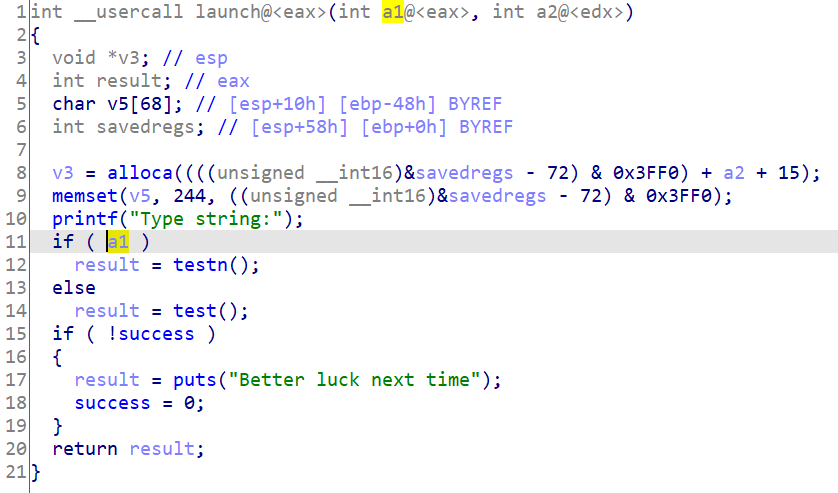 1 int __usercall launch@<eax>(int a1@<eax>, int a2@<edx>)
2 {
3   void *v3; // esp
4   int result; // eax
5   char v5[68]; // [esp+10h] [ebp-48h] BYREF
6   int savedregs; // [esp+58h] [ebp+0h] BYREF
7
8   v3 = alloca((((unsigned __int16)&savedregs - 72) & 0x3FF0) + a2 + 15);
9   memset(v5, 244, ((unsigned __int16)&savedregs - 72) & 0x3FF0);
10   printf("Type string:");
11   if ( a1 )
12     result = testn();
13   else
14     result = test();
15   if ( !success )
16   {
17     result = puts("Better luck next time");
18     success = 0;
19   }
20   return result;
21 }